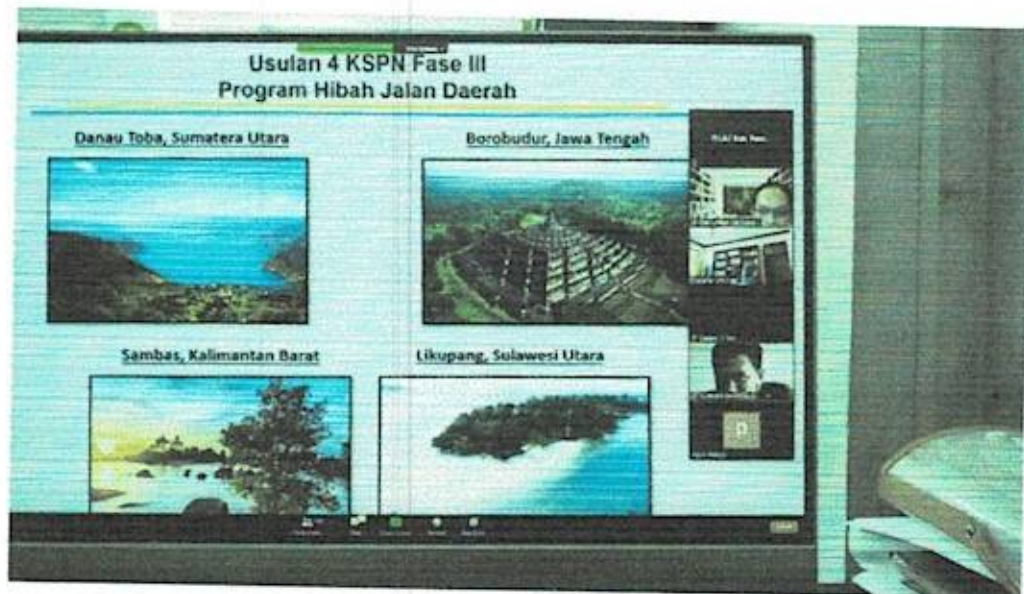 Usulan 4 KSPN Fase III
Program Hibah Jalan Daerah
Danau Toba, Sumatera Utara
Borobudur, Jawa Tengah
Sambas, Kalimantan Barat
Likupang, Sulawesi Utara
D